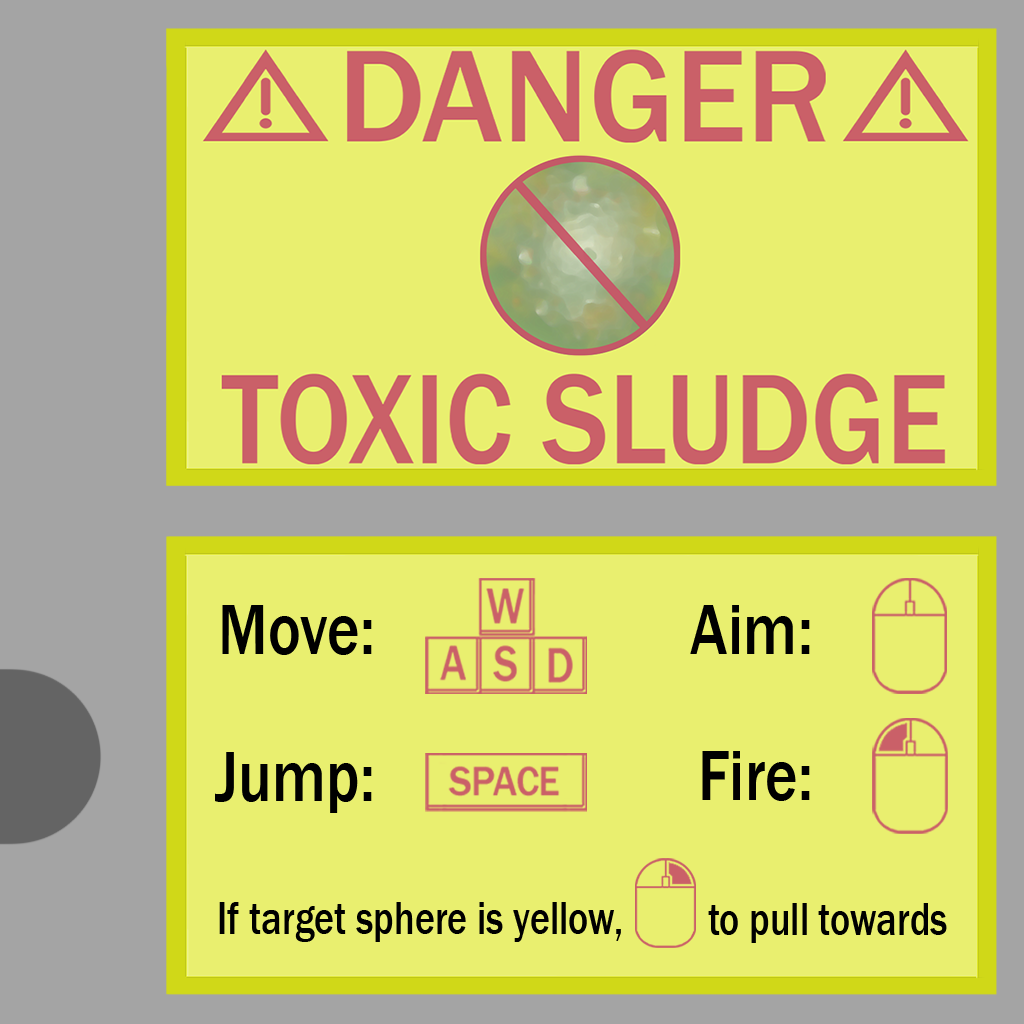 DANGER
TOXIC SLUDGE
Move:
W
A S D
Aim:
Jump:
SPACE
Fire:
If target sphere is yellow, to pull towards